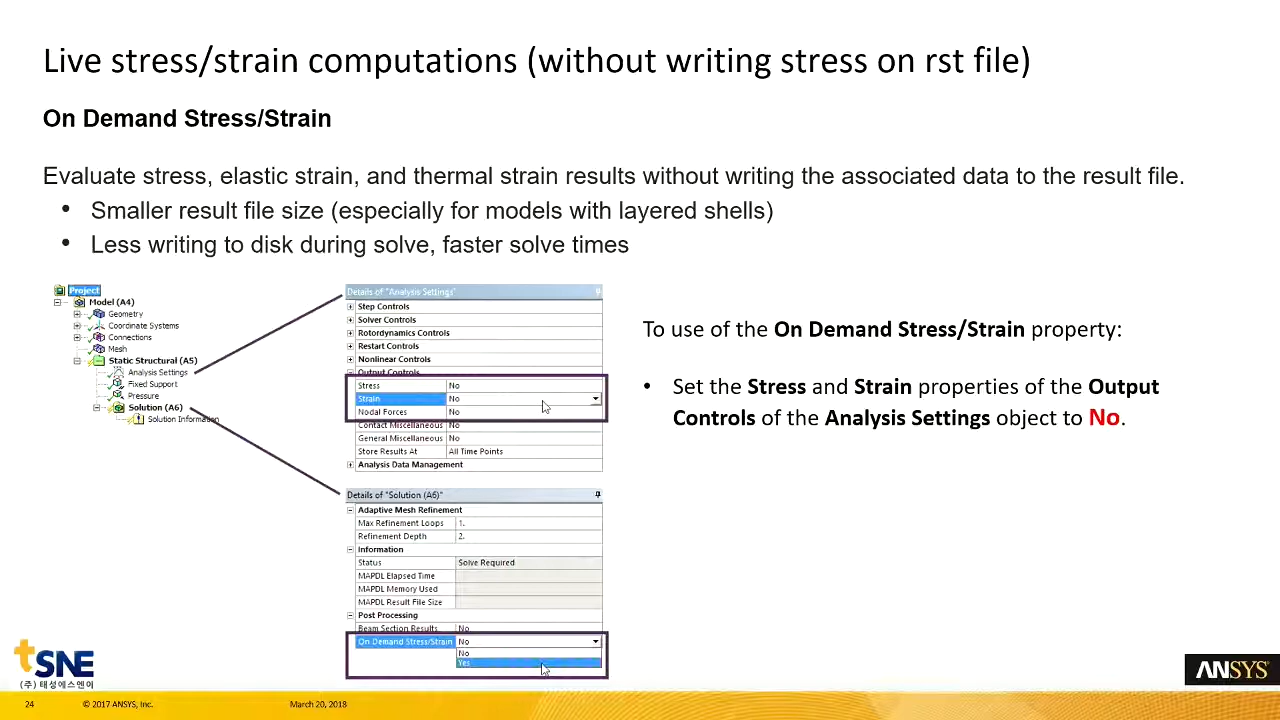 Live stress/strain computations (without writing stress on rst file)
On Demand Stress/Strain
Evaluate stress, elastic strain, and thermal strain results without writing the associated data to the result file.
• Smaller result file size (especially for models with layered shells)
• Less writing to disk during solve, faster solve times
Project
Model (A4)
Geometry
Coordinate Systems
Connections
Mesh
Static Structural (A5)
Analysis Settings
Fixed Support
Pressure
Solution (A6)
Solution Information
Details of "Analysis Settings"
Step Controls
Solver Controls
Rotordynamics Controls
Restart Controls
Nonlinear Controls
Output Controls
Stress No
Strain No
Nodal Forces No
Contact Miscellaneous No
General Miscellaneous No
Store Results At All Time Points
Analysis Data Management
Details of "Solution (A6)"
Adaptive Mesh Refinement
Max Refinement Loops 1.
Refinement Depth 2.
Information
Status Solve Required
MAPDL Elapsed Time
MAPDL Memory Used
MAPDL Result File Size
Post Processing
Beam Section Results No
On Demand Stress/Strain No
No
Yes
To use of the On Demand Stress/Strain property:
• Set the Stress and Strain properties of the Output
Controls of the Analysis Settings object to No.
tSNE
(주) 태성에스엔이
ANSYS
24 © 2017 ANSYS, Inc. March 20, 2018